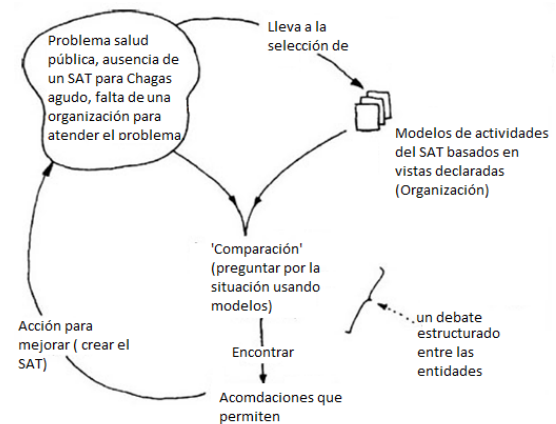 Problema salud
pública, ausencia de
un SAT para Chagas
agudo, falta de una
organización para
atender el problema
Lleva a la
selección de
Modelos de actividades
del SAT basados en
vistas declaradas
(Organización)
'Comparación'
(preguntar por la
situación usando
modelos)
un debate
estructurado
entre las
entidades
Encontrar
Acomdaciones que
permiten
Acción para
mejorar ( crear el
SAT)